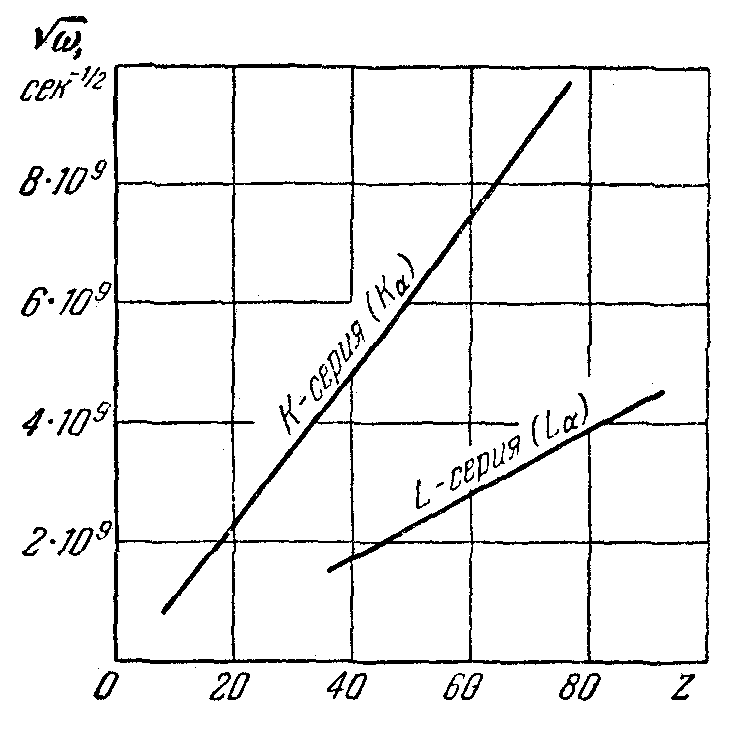 √ω,
сек⁻¹/²
8·10⁹
6·10⁹
4·10⁹
2·10⁹
К-серия (Kα)
L-серия (Lα)
0 20 40 60 80 Z